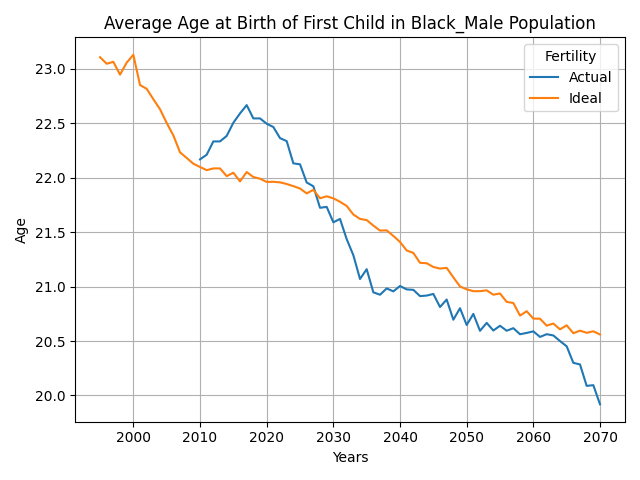 Average Age at Birth of First Child in Black_Male Population
Fertility
Actual
Ideal
23.0
22.5
22.0
21.5
21.0
20.5
20.0
Age
2000 2010 2020 2030 2040 2050 2060 2070
Years